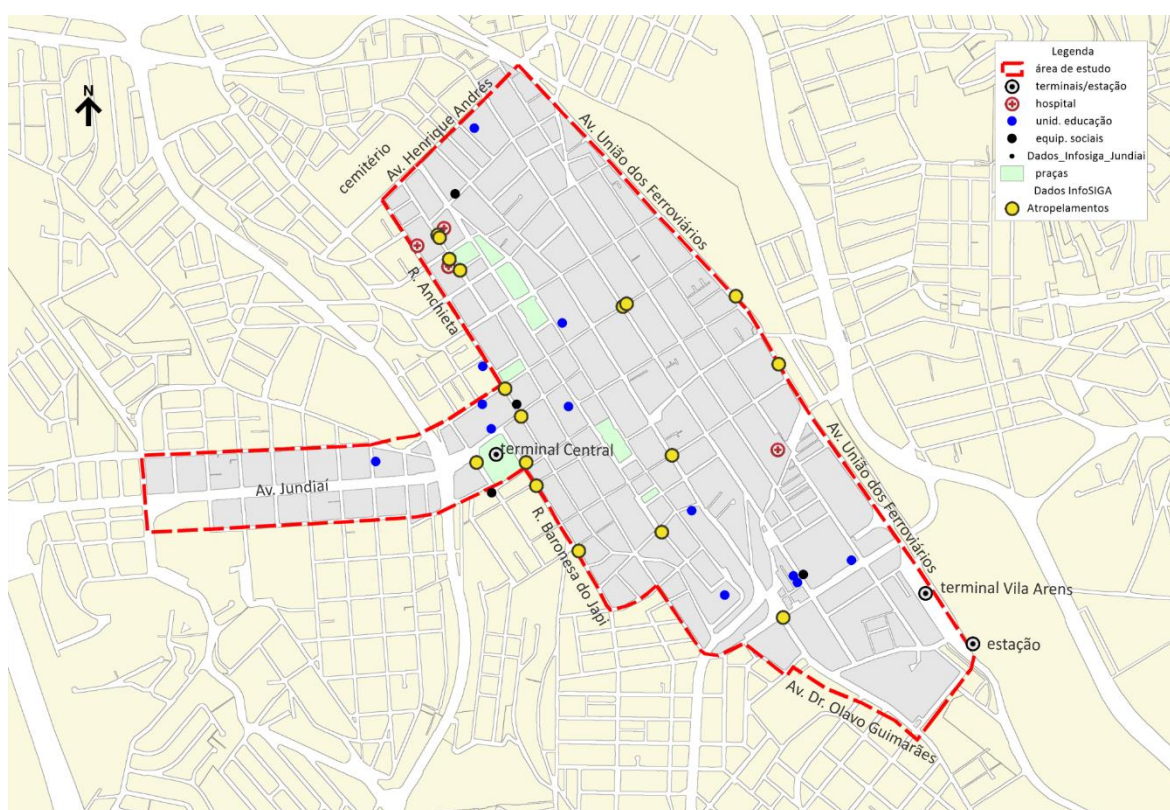 N
Legenda
área de estudo
terminais/estação
hospital
unid. educação
equip. sociais
Dados_Infosiga_Jundiai
praças
Dados InfoSIGA
Atropelamentos
cemitério
Av. Henrique Andrés
Av. União dos Ferroviários
R. Anchieta
terminal Central
Av. Jundiaí
Av. União dos Ferroviários
R. Baronesa do Japi
terminal Vila Arens
estação
Av. Dr. Olavo Guimarães